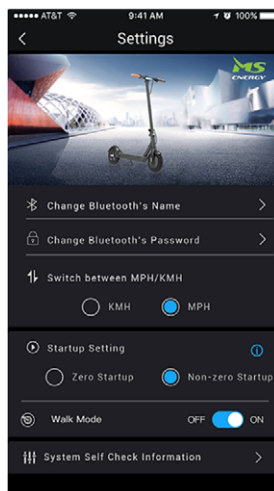 AT&T 9:41 AM 100%
Settings
MS
ENERGY
Change Bluetooth's Name
Change Bluetooth's Password
Switch between MPH/KMH
KMH MPH
Startup Setting
Zero Startup Non-zero Startup
Walk Mode OFF ON
System Self Check Information